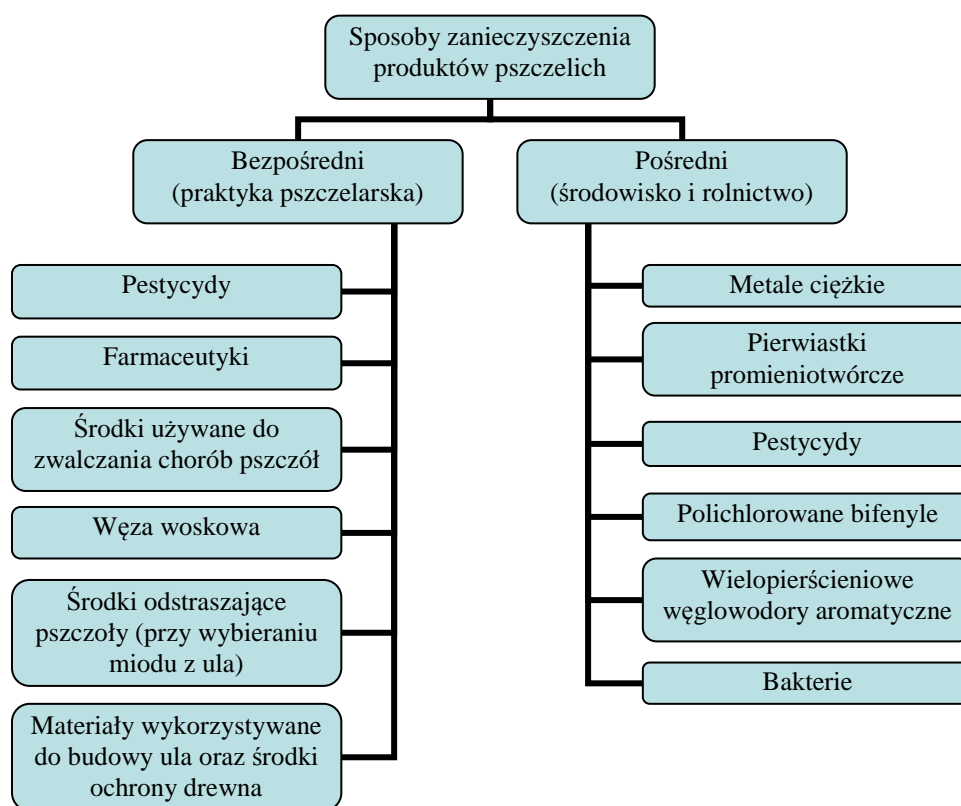 Sposoby zanieczyszczenia
produktów pszczelich
Bezpośredni
(praktyka pszczelarska)
Pestycydy
Farmaceutyki
Środki używane do
zwalczania chorób pszczół
Węza woskowa
Środki odstraszające
pszczoły (przy wybieraniu
miodu z ula)
Materiały wykorzystywane
do budowy ula oraz środki
ochrony drewna
Pośredni
(środowisko i rolnictwo)
Metale ciężkie
Pierwiastki
promieniotwórcze
Pestycydy
Polichlorowane bifenyle
Wielopierścieniowe
węglowodory aromatyczne
Bakterie